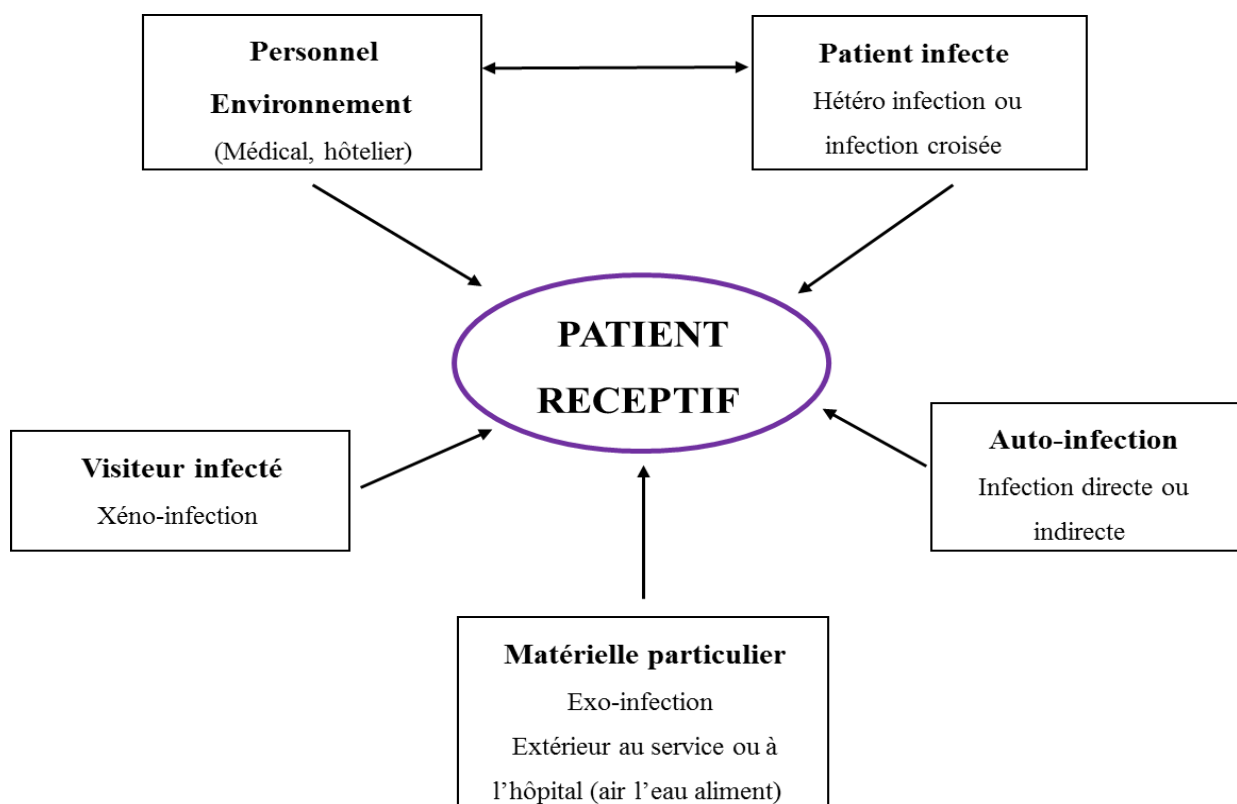 Personnel
Environnement
(Médical, hôtelier)
Patient infecte
Hétéro infection ou
infection croisée
PATIENT
RECEPTIF
Visiteur infecté
Xéno-infection
Auto-infection
Infection directe ou
indirecte
Matérielle particulier
Exo-infection
Extérieur au service ou à
l’hôpital (air l’eau aliment)